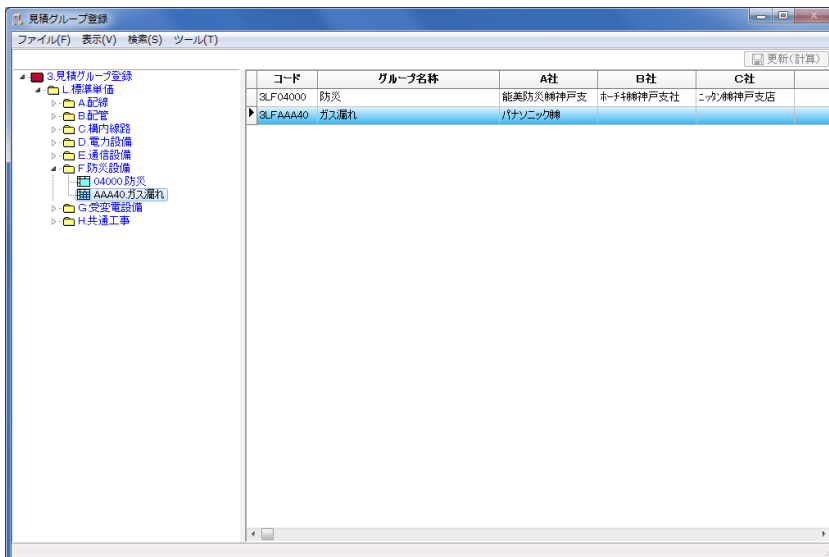 見積グループ登録
ファイル(F) 表示(V) 検索(S) ツール(T)
更新(計算)
3.見積グループ登録
L.標準単価
A.配線
B.配管
C.構内線路
D.電力設備
E.通信設備
F.防災設備
04000.防災
AAA40.ガス漏れ
G.受変電設備
H.共通工事
コード グループ名称 A社 B社 C社
3LF04000 防災 能美防災㈱神戸支 ホーチキ㈱神戸支社 ニッタン㈱神戸支店
3LFAAA40 ガス漏れ パナソニック㈱